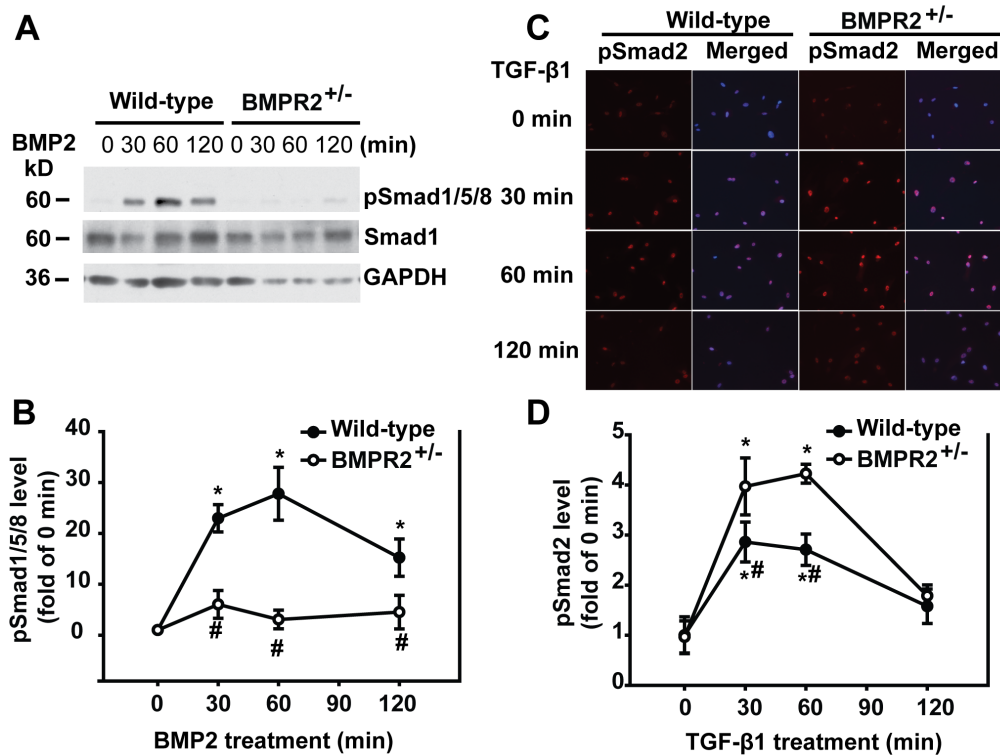 A
Wild-type BMPR2+/-
BMP2 0 30 60 120 0 30 60 120 (min)
kD
60 – pSmad1/5/8
60 – Smad1
36 – GAPDH
B
Wild-type
BMPR2+/-
pSmad1/5/8 level
(fold of 0 min)
40
30
20
10
0
* * *
# # #
0 30 60 90 120
BMP2 treatment (min)
C
Wild-type BMPR2+/-
pSmad2 Merged pSmad2 Merged
TGF-β1
0 min
30 min
60 min
120 min
D
Wild-type
BMPR2+/-
pSmad2 level
(fold of 0 min)
5
4
3
2
1
0
* *
*# *#
0 30 60 90 120
TGF-β1 treatment (min)